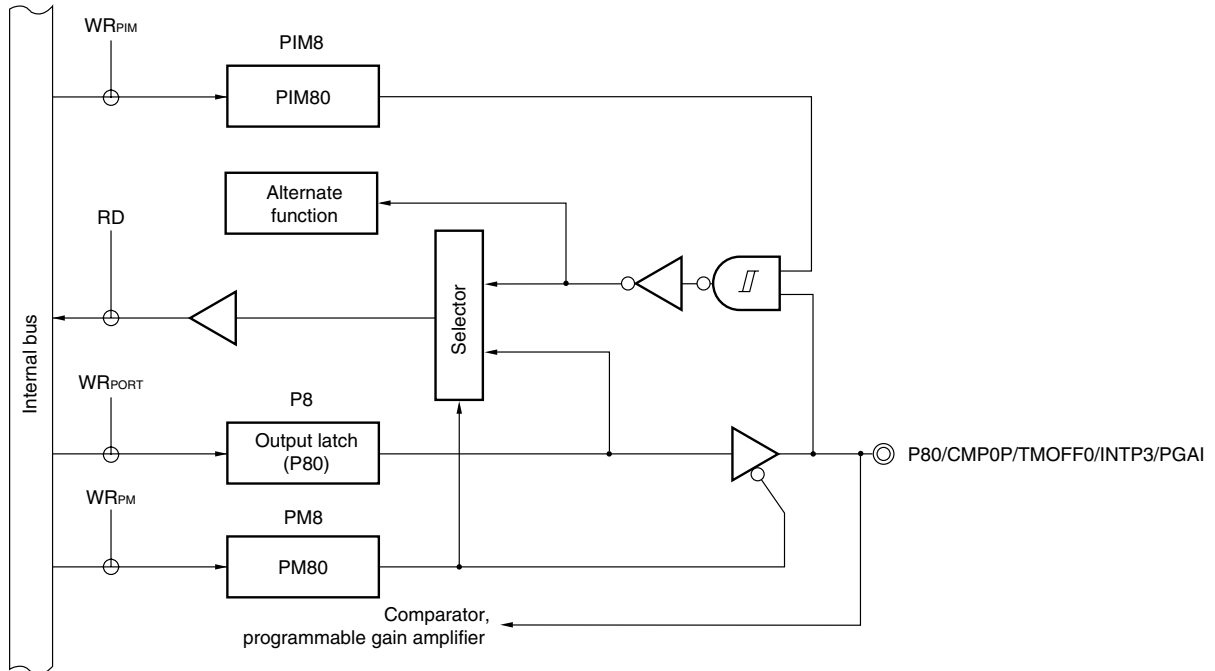 WRPIM
PIM8
PIM80
Alternate
function
RD
Selector
Internal bus
WRPORT
P8
Output latch
(P80)
P80/CMP0P/TMOFF0/INTP3/PGAI
WRPM
PM8
PM80
Comparator,
programmable gain amplifier